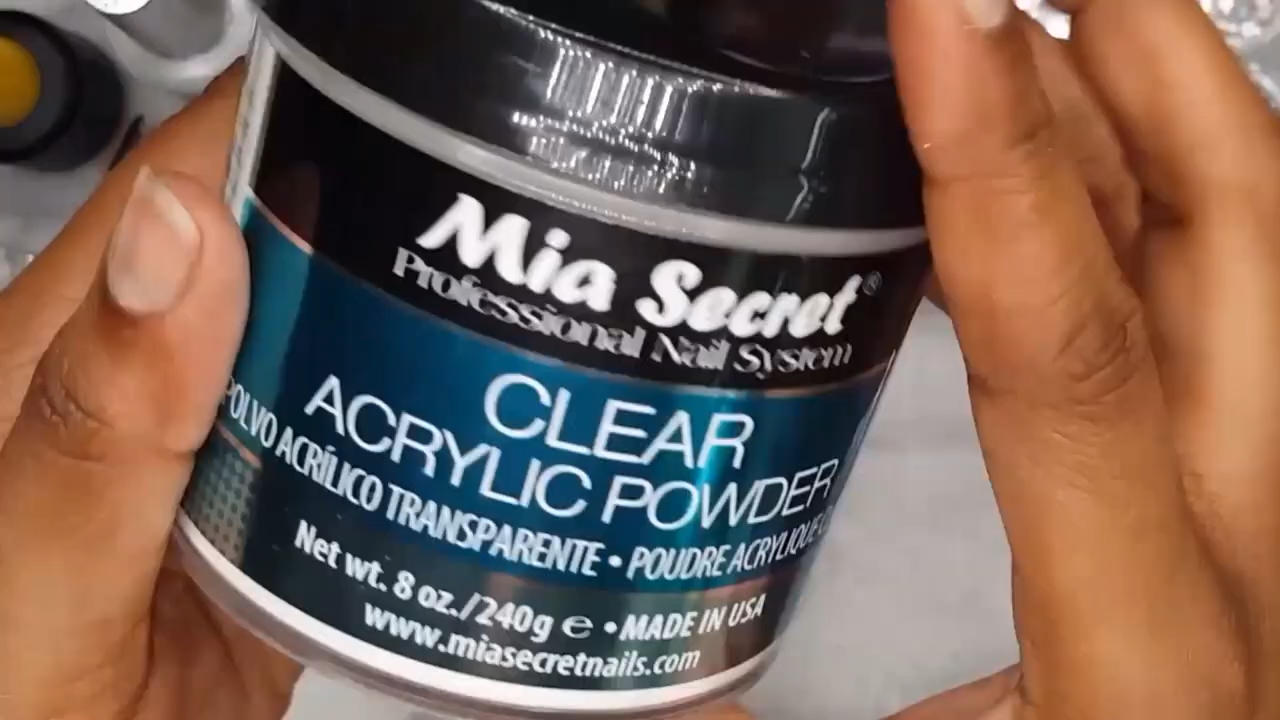 Mia Secret®
Professional Nail System
CLEAR
ACRYLIC POWDER
POLVO ACRÍLICO TRANSPARENTE • POUDRE ACRYLIQUE
Net wt. 8 oz./240g ℮ • MADE IN USA
www.miasecretnails.com